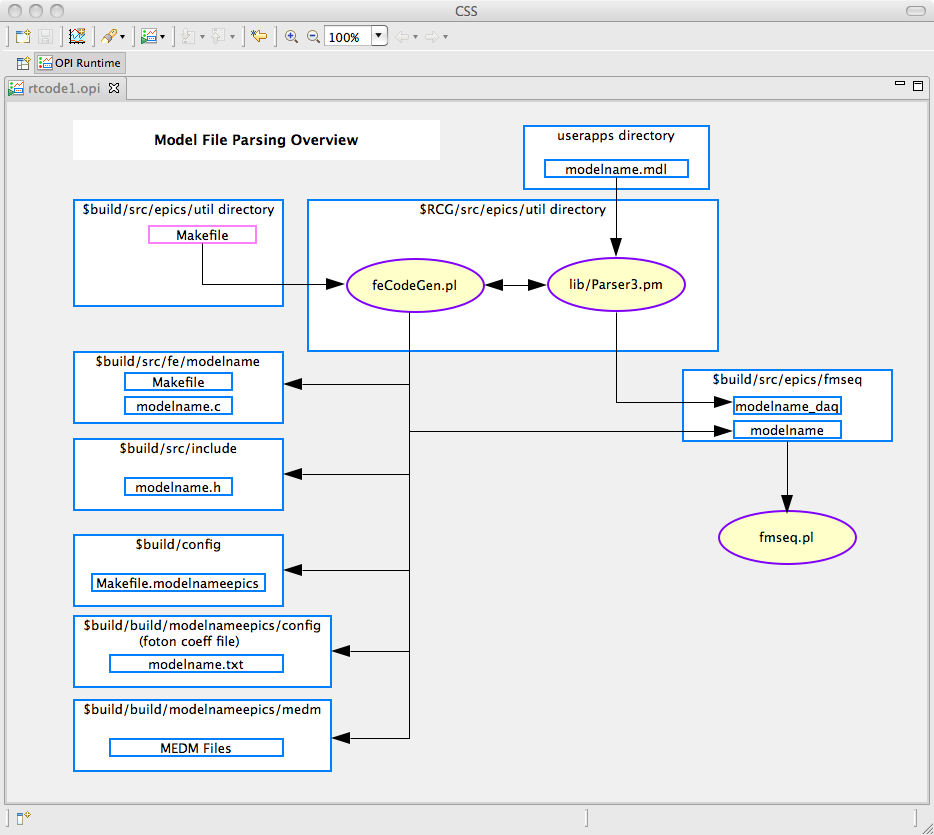 CSS
100%
OPI Runtime
rtcode1.opi
Model File Parsing Overview
userapps directory
modelname.mdl
$build/src/epics/util directory
Makefile
$RCG/src/epics/util directory
feCodeGen.pl
lib/Parser3.pm
$build/src/fe/modelname
Makefile
modelname.c
$build/src/epics/fmseq
modelname_daq
modelname
$build/src/include
modelname.h
fmseq.pl
$build/config
Makefile.modelnameepics
$build/build/modelnameepics/config
(foton coeff file)
modelname.txt
$build/build/modelnameepics/medm
MEDM Files